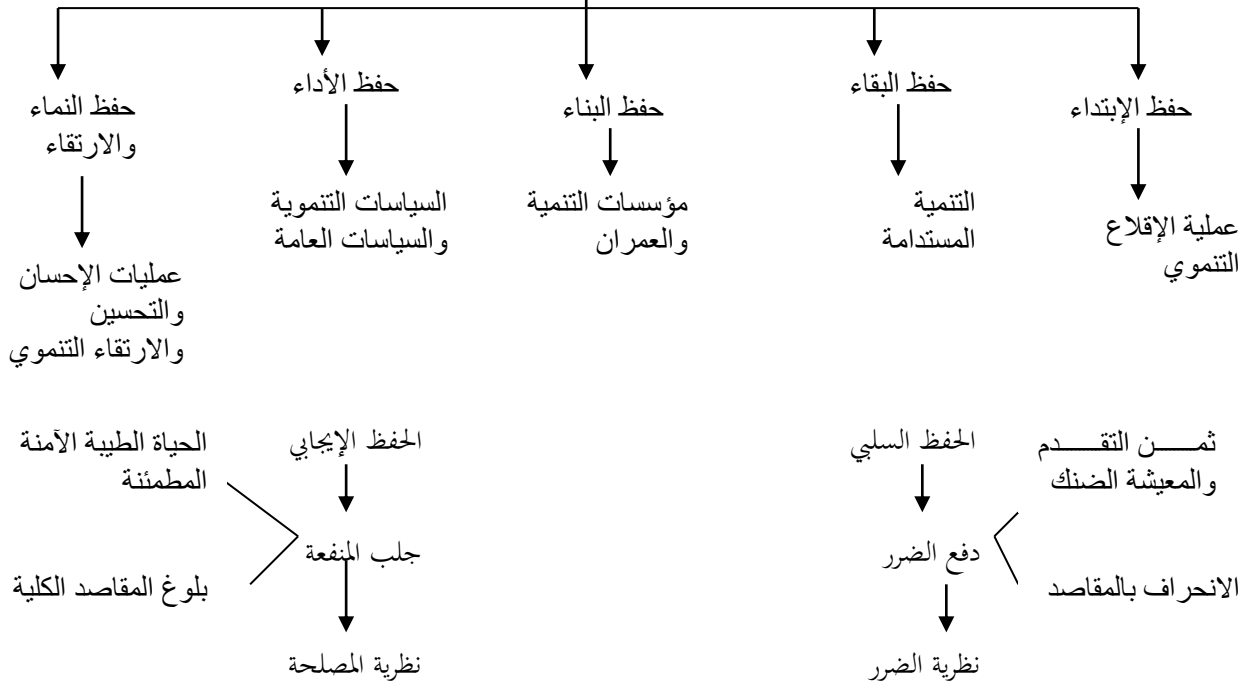 حفظ الإبتداء
حفظ البقاء
حفظ البناء
حفظ الأداء
حفظ النماء
والارتقاء
عملية الإقلاع
التنموي
التنمية
المستدامة
مؤسسات التنمية
والعمران
السياسات التنموية
والسياسات العامة
عمليات الإحسان
والتحسين
والارتقاء التنموي
ثمـــــن التقـــــدم
والمعيشة الضنك
الحفظ السلبي
الحفظ الإيجابي
الحياة الطيبة الآمنة
المطمئنة
دفع الضرر
جلب المنفعة
الانحراف بالمقاصد
بلوغ المقاصد الكلية
نظرية الضرر
نظرية المصلحة